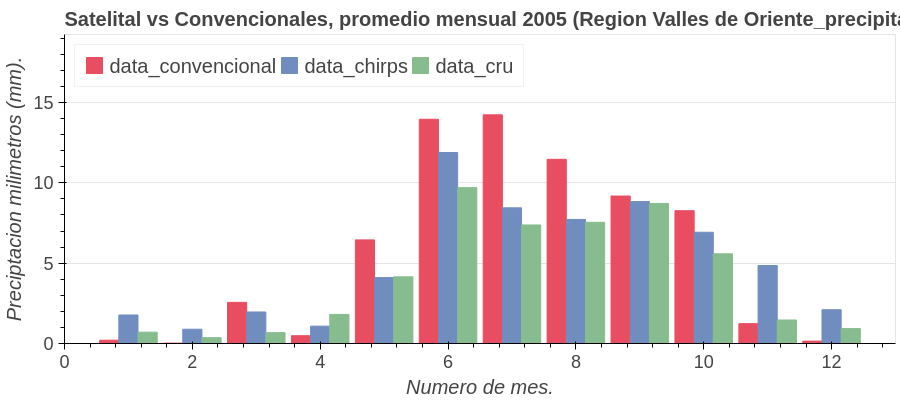 Satelital vs Convencionales, promedio mensual 2005 (Region Valles de Oriente_precipita
data_convencional data_chirps data_cru
Preciptacion milimetros (mm).
15
10
5
0
0 2 4 6 8 10 12
Numero de mes.